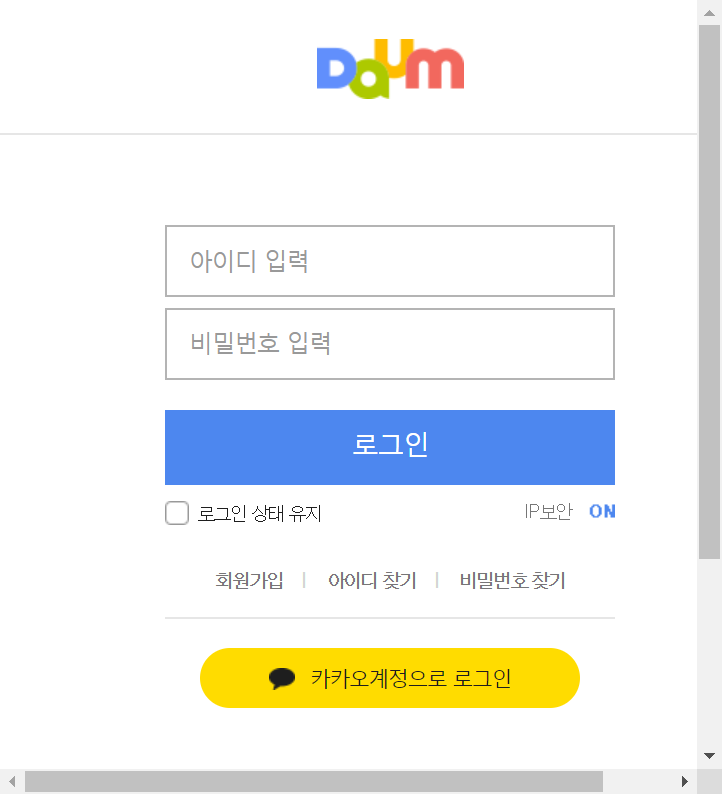 Daum
아이디 입력
비밀번호 입력
로그인
로그인 상태 유지 IP보안 ON
회원가입 | 아이디 찾기 | 비밀번호 찾기
카카오계정으로 로그인